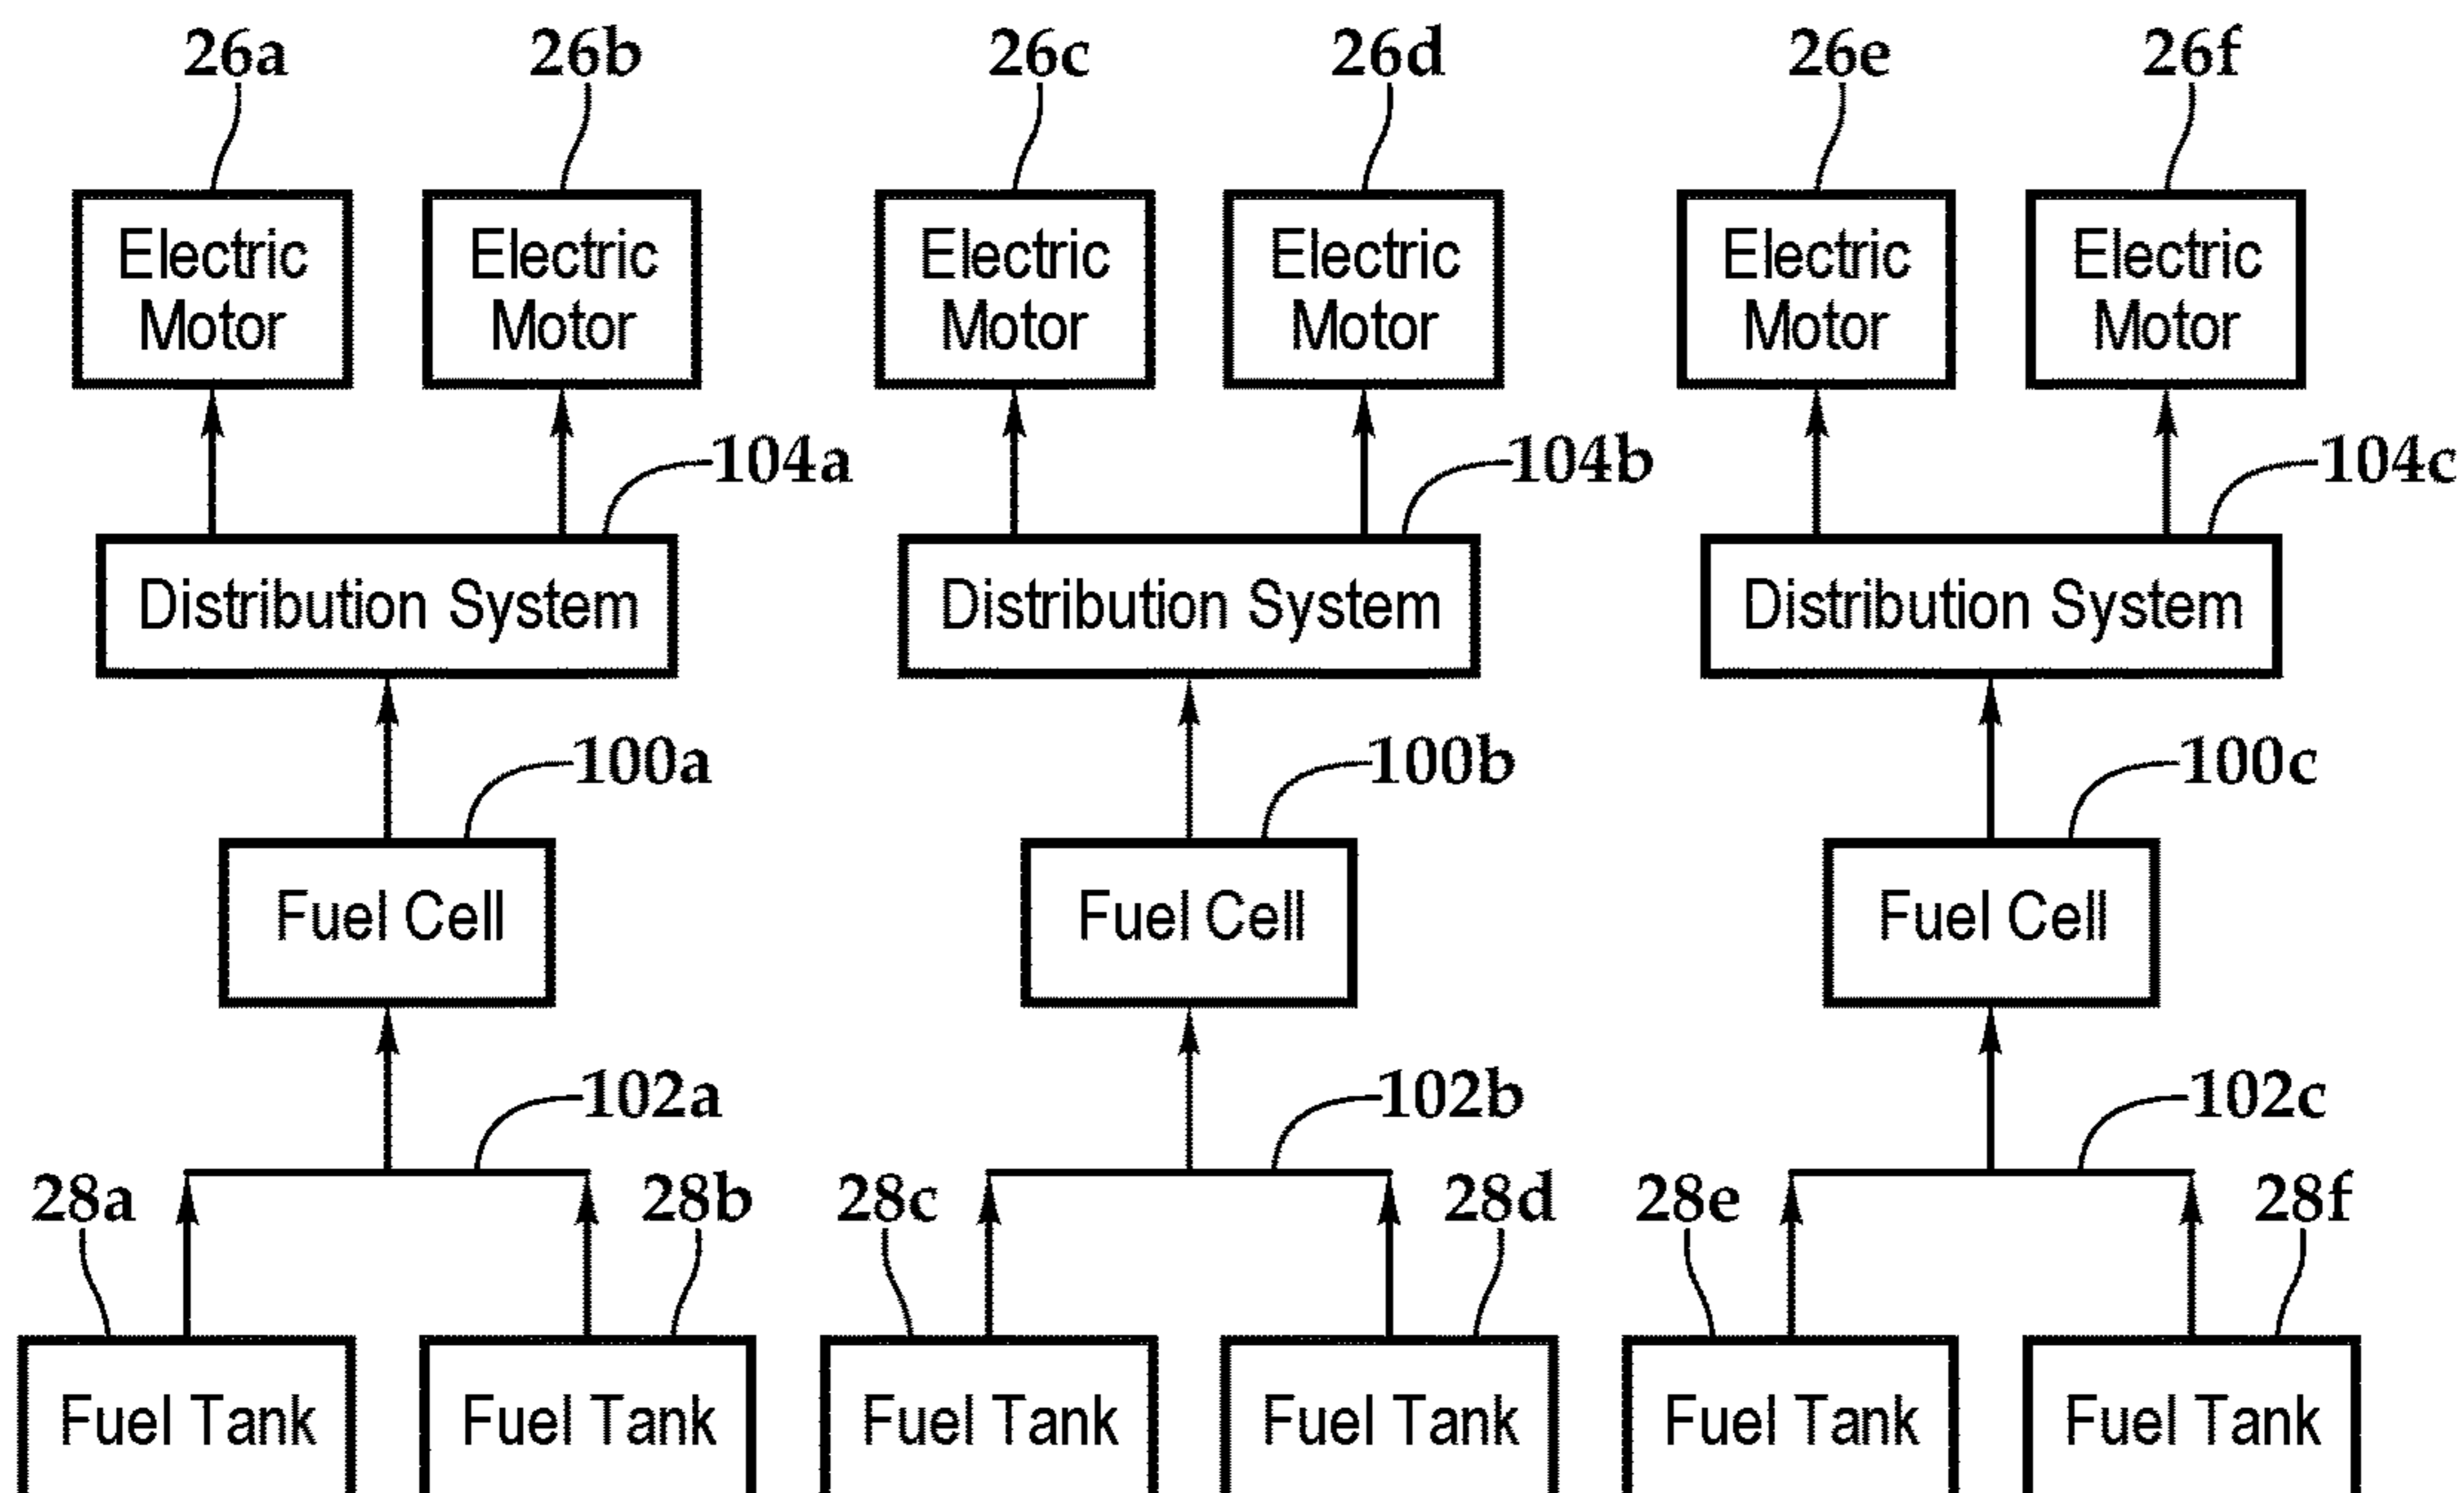 26a 26b 26c 26d 26e 26f
Electric Electric Electric Electric Electric Electric
Motor Motor Motor Motor Motor Motor
104a 104b 104c
Distribution System Distribution System Distribution System
100a 100b 100c
Fuel Cell Fuel Cell Fuel Cell
102a 102b 102c
28a 28b 28c 28d 28e 28f
Fuel Tank Fuel Tank Fuel Tank Fuel Tank Fuel Tank Fuel Tank